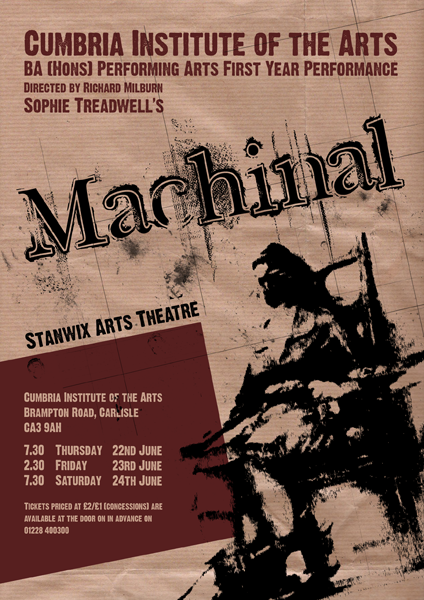 Cumbria Institute of the Arts
BA (Hons) Performing Arts First Year Performance
Directed by Richard Milburn
Sophie Treadwell's
Machinal
Stanwix Arts Theatre
Cumbria Institute of the Arts
Brampton Road, Carlisle
CA3 9AH
7.30 Thursday 22nd June
2.30 Friday 23rd June
7.30 Saturday 24th June
Tickets priced at £2/£1 (concessions) are
available at the door on in advance on
01228 400300